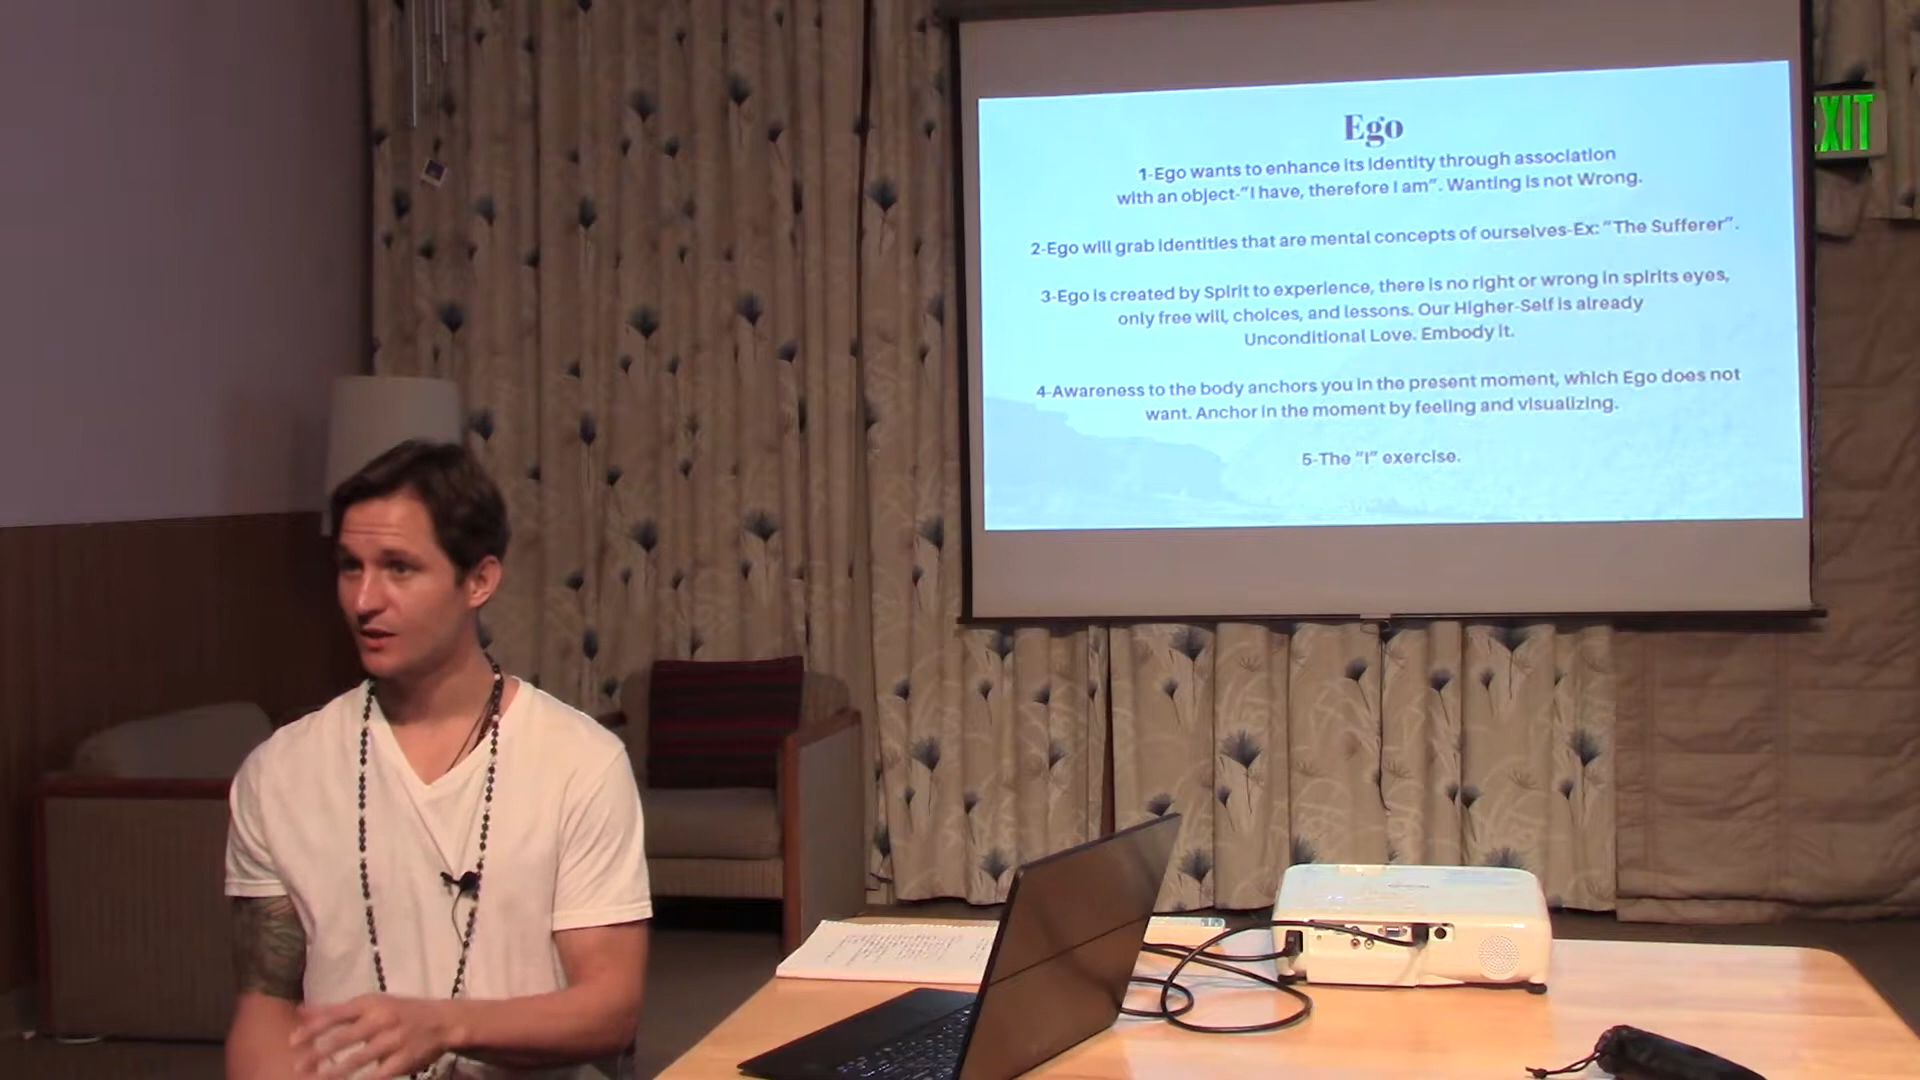 Ego
1-Ego wants to enhance its identity through association
with an object-"I have, therefore I am". Wanting is not Wrong.
2-Ego will grab identities that are mental concepts of ourselves-Ex: "The Sufferer".
3-Ego is created by Spirit to experience, there is no right or wrong in spirits eyes,
only free will, choices, and lessons. Our Higher-Self is already
Unconditional Love. Embody it.
4-Awareness to the body anchors you in the present moment, which Ego does not
want. Anchor in the moment by feeling and visualizing.
5-The "I" exercise.
EXIT